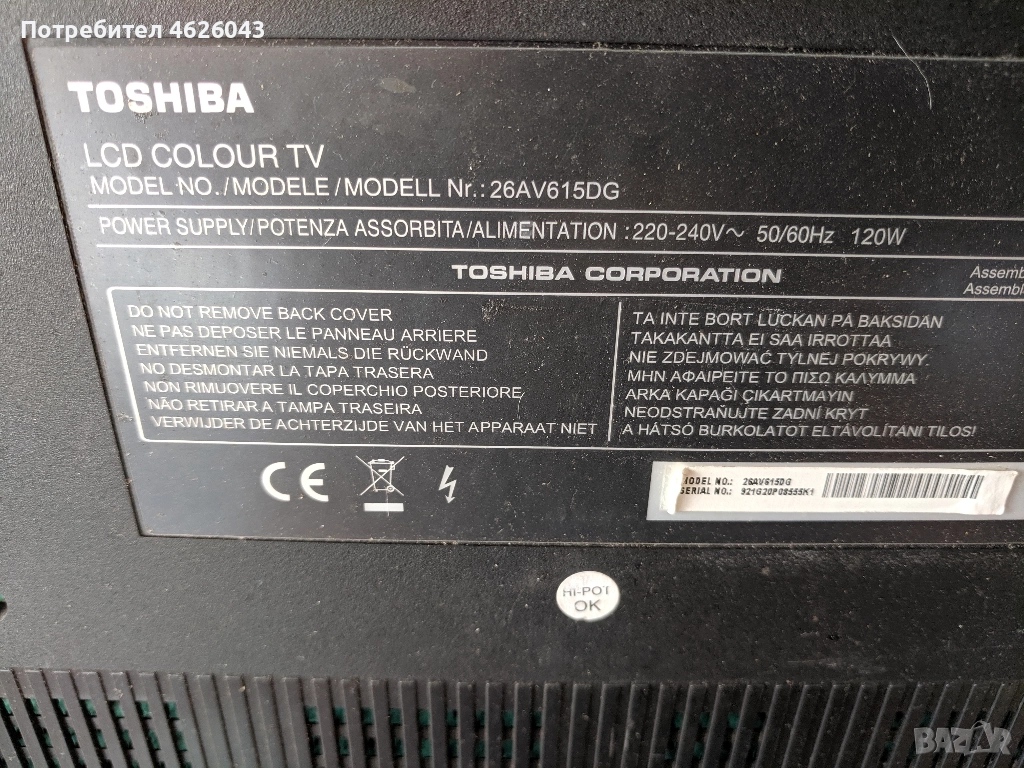 Потребител 4626043
TOSHIBA
LCD COLOUR TV
MODEL NO./MODELE/MODELL Nr.: 26AV615DG
POWER SUPPLY/POTENZA ASSORBITA/ALIMENTATION : 220-240V~ 50/60Hz 120W
TOSHIBA CORPORATION
DO NOT REMOVE BACK COVER
NE PAS DEPOSER LE PANNEAU ARRIERE
ENTFERNEN SIE NIEMALS DIE RÜCKWAND
NO DESMONTAR LA TAPA TRASERA
NON RIMUOVERE IL COPERCHIO POSTERIORE
NÃO RETIRAR A TAMPA TRASEIRA
VERWIJDER DE ACHTERZIJDE VAN HET APPARAAT NIET
TA INTE BORT LUCKAN PÅ BAKSIDAN
TAKAKANTTA EI SAA IRROTTAA
NIE ZDEJMOWAĆ TYLNEJ POKRYWY.
ΜΗΝ ΑΦΑΙΡΕΙΤΕ ΤΟ ΠΙΣΩ ΚΑΛΥΜΜΑ
ARKA KAPAĞI ÇIKARTMAYIN
NEODSTRAŇUJTE ZADNÍ KRYT
A HÁTSÓ BURKOLATOT ELTÁVOLÍTANI TILOS!
CE
MODEL NO.: 26AV615DG
SERIAL NO.: 921G20P08555K1
HI-POT
OK
BAZAR